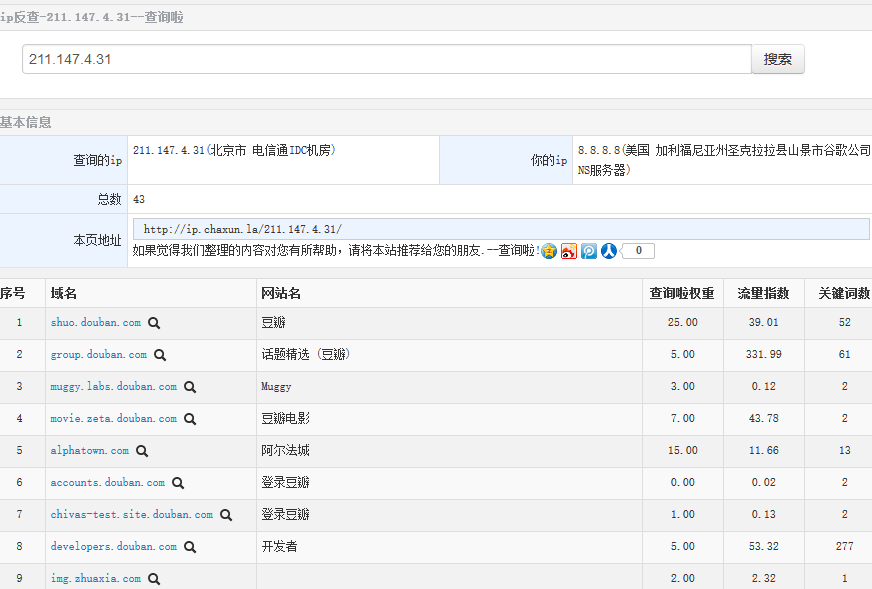 ip反查-211.147.4.31--查询啦
211.147.4.31 搜索
基本信息
查询的ip 211.147.4.31(北京市 电信通IDC机房) 你的ip 8.8.8.8(美国 加利福尼亚州圣克拉拉县山景市谷歌公司
NS服务器)
总数 43
本页地址 http://ip.chaxun.la/211.147.4.31/
如果觉得我们整理的内容对您有所帮助，请将本站推荐给您的朋友.--查询啦! 0
序号 域名 网站名 查询啦权重 流量指数 关键词数
1 shuo.douban.com 豆瓣 25.00 39.01 52
2 group.douban.com 话题精选 (豆瓣) 5.00 331.99 61
3 muggy.labs.douban.com Muggy 3.00 0.12 2
4 movie.zeta.douban.com 豆瓣电影 7.00 43.78 2
5 alphatown.com 阿尔法城 15.00 11.66 13
6 accounts.douban.com 登录豆瓣 0.00 0.02 2
7 chivas-test.site.douban.com 登录豆瓣 1.00 0.13 2
8 developers.douban.com 开发者 5.00 53.32 277
9 img.zhuaxia.com 2.00 2.32 1